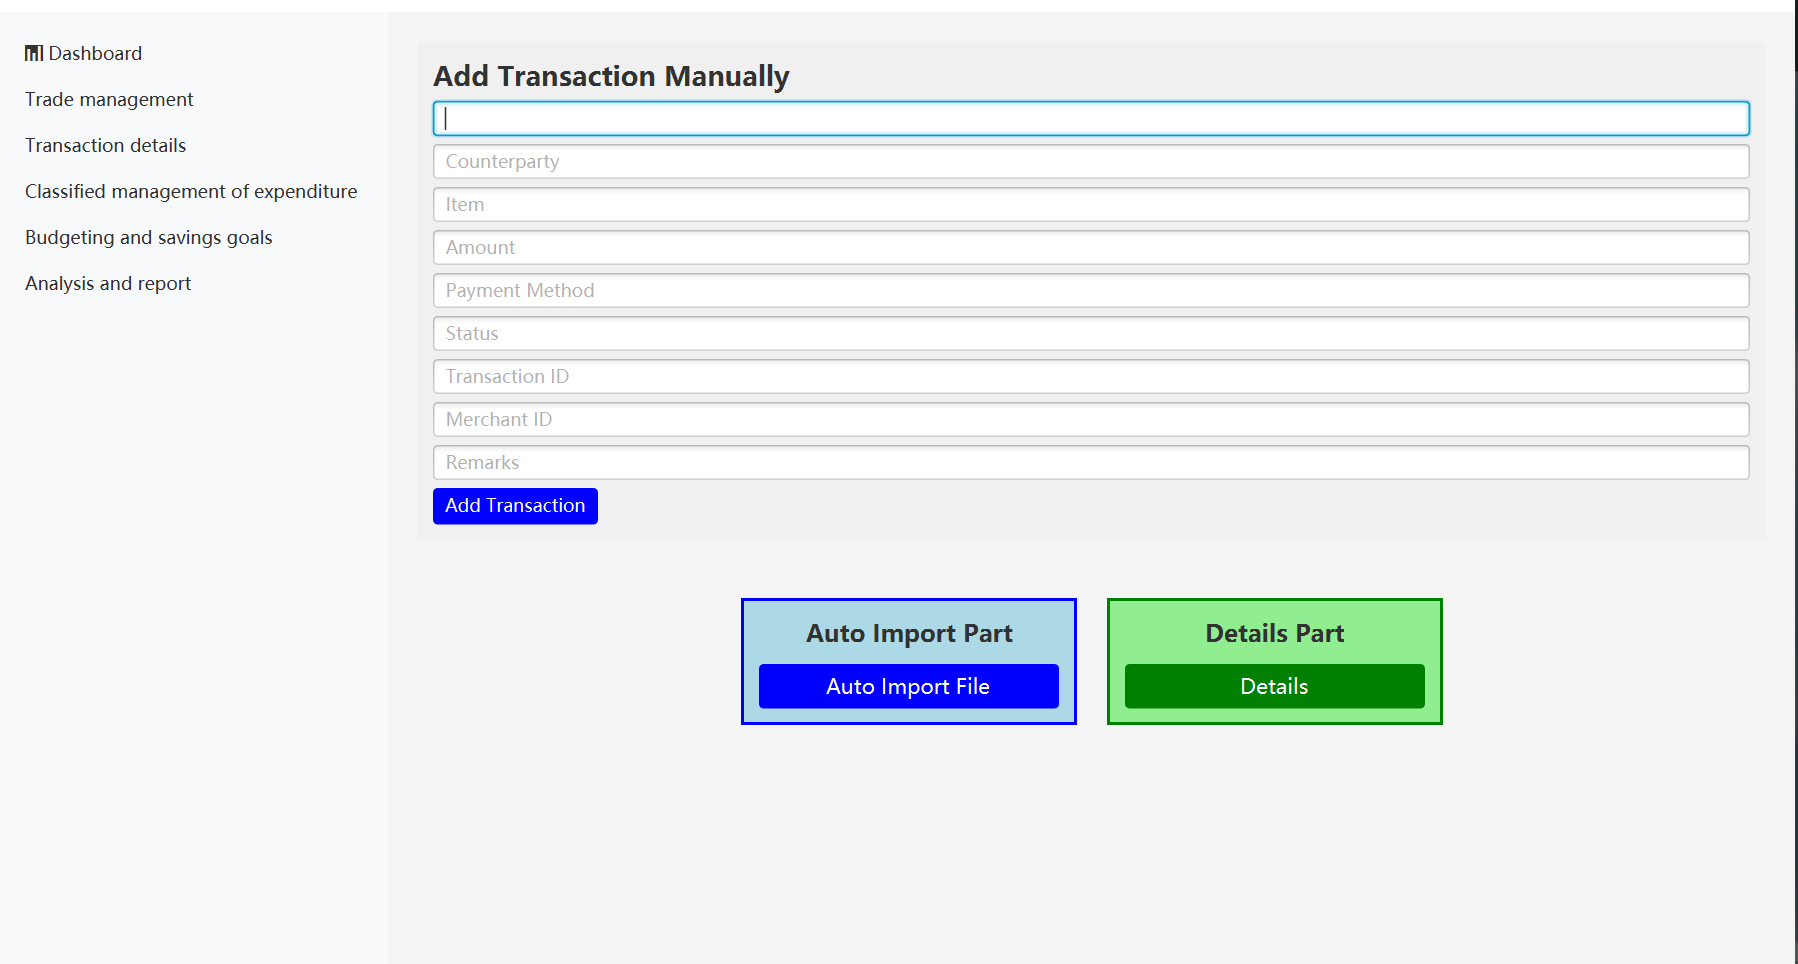 Dashboard
Trade management
Transaction details
Classified management of expenditure
Budgeting and savings goals
Analysis and report
Add Transaction Manually
Counterparty
Item
Amount
Payment Method
Status
Transaction ID
Merchant ID
Remarks
Add Transaction
Auto Import Part
Auto Import File
Details Part
Details